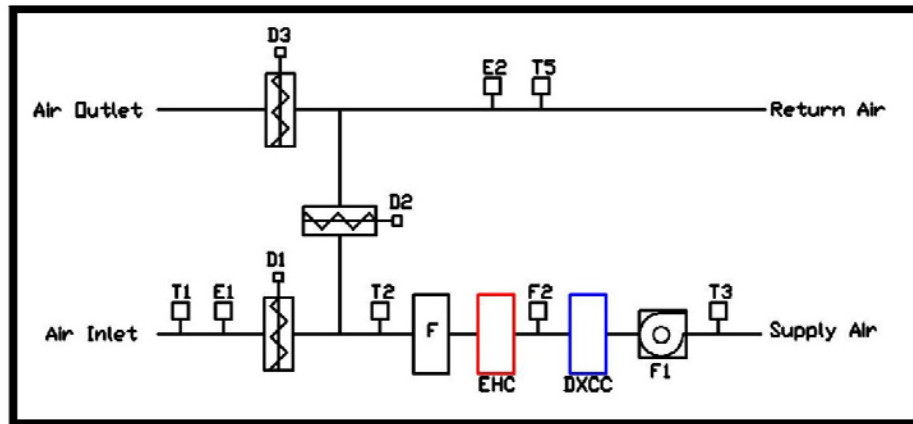 D3
E2 T5
Air Outlet Return Air
D2
D1
T1 E1 T2 F2 T3
Air Inlet F Supply Air
EHC DXCC F1